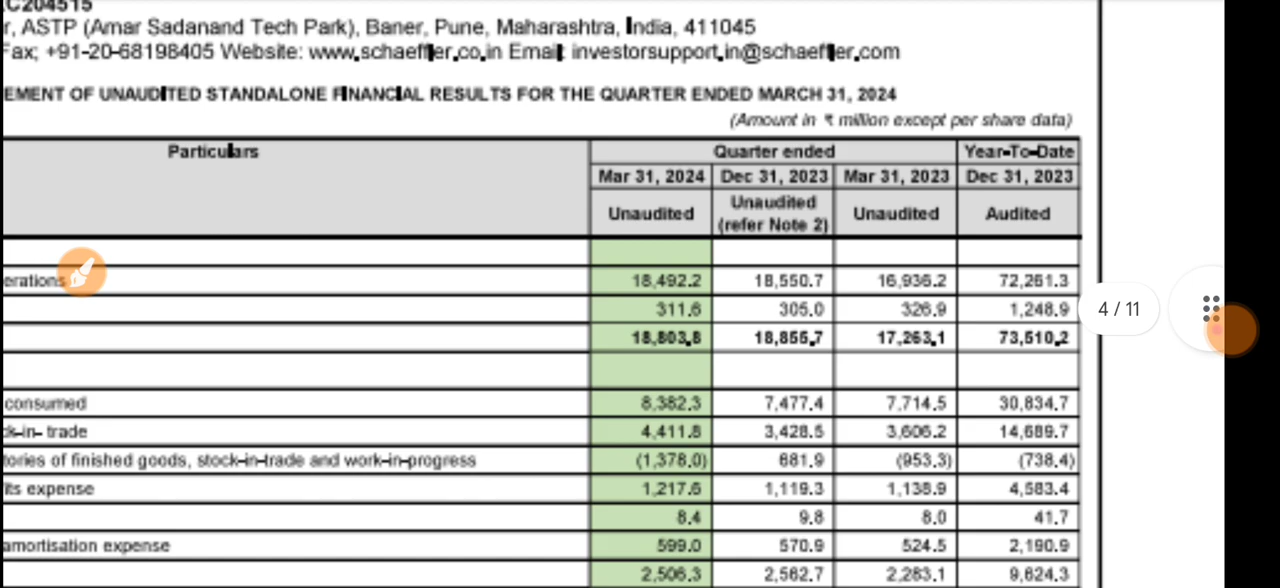 C204515
r, ASTP (Amar Sadanand Tech Park), Baner, Pune, Maharashtra, India, 411045
Fax; +91-20-68198405 Website: www.schaeffler.co.in Email: investorsupport.in@schaeffler.com
EMENT OF UNAUDITED STANDALONE FINANCIAL RESULTS FOR THE QUARTER ENDED MARCH 31, 2024
(Amount in ₹ million except per share data)
Particulars Quarter ended Year-To-Date
Mar 31, 2024 Dec 31, 2023 Mar 31, 2023 Dec 31, 2023
Unaudited Unaudited (refer Note 2) Unaudited Audited
erations 18,492.2 18,550.7 16,936.2 72,261.3
311.6 305.0 326.9 1,248.9
18,803.8 18,855.7 17,263.1 73,510.2
4 / 11
consumed 8,382.3 7,477.4 7,714.5 30,834.7
ck-in- trade 4,411.8 3,428.5 3,606.2 14,689.7
tories of finished goods, stock-in-trade and work-in-progress (1,378.0) 681.9 (953.3) (738.4)
its expense 1,217.6 1,119.3 1,138.9 4,583.4
8.4 9.8 8.0 41.7
amortisation expense 599.0 570.9 524.5 2,190.9
2,506.3 2,562.7 2,283.1 9,624.3